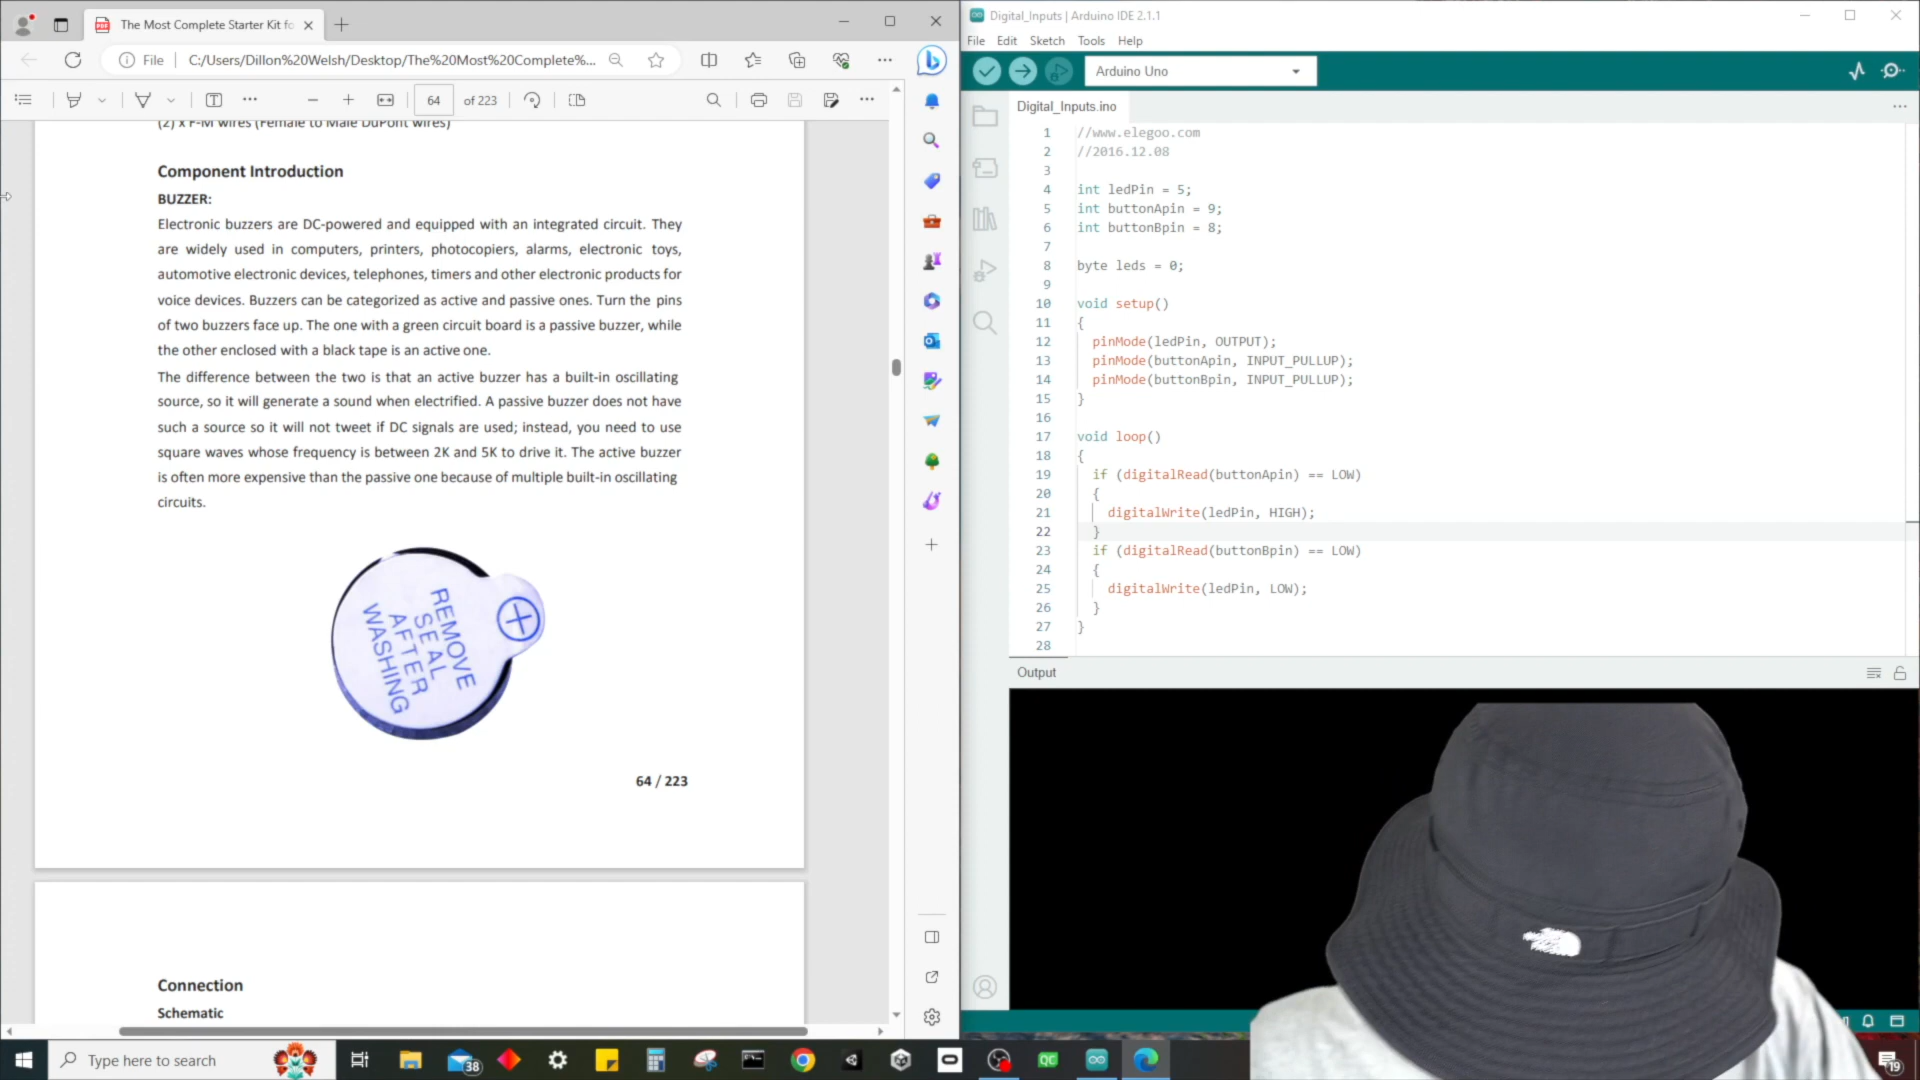 The Most Complete Starter Kit fo
File
C:/Users/Dillon%20Welsh/Desktop/The%20Most%20Complete%...
64 of 223
(2) x F-M wires (Female to Male DuPont wires)
Component Introduction
BUZZER:
Electronic buzzers are DC-powered and equipped with an integrated circuit. They
are widely used in computers, printers, photocopiers, alarms, electronic toys,
automotive electronic devices, telephones, timers and other electronic products for
voice devices. Buzzers can be categorized as active and passive ones. Turn the pins
of two buzzers face up. The one with a green circuit board is a passive buzzer, while
the other enclosed with a black tape is an active one.
The difference between the two is that an active buzzer has a built-in oscillating
source, so it will generate a sound when electrified. A passive buzzer does not have
such a source so it will not tweet if DC signals are used; instead, you need to use
square waves whose frequency is between 2K and 5K to drive it. The active buzzer
is often more expensive than the passive one because of multiple built-in oscillating
circuits.
REMOVE
SEAL
AFTER
WASHING
64 / 223
Connection
Schematic
Digital_Inputs | Arduino IDE 2.1.1
File Edit Sketch Tools Help
Arduino Uno
Digital_Inputs.ino
1 //www.elegoo.com
2 //2016.12.08
3
4 int ledPin = 5;
5 int buttonApin = 9;
6 int buttonBpin = 8;
7
8 byte leds = 0;
9
10 void setup()
11 {
12 pinMode(ledPin, OUTPUT);
13 pinMode(buttonApin, INPUT_PULLUP);
14 pinMode(buttonBpin, INPUT_PULLUP);
15 }
16
17 void loop()
18 {
19 if (digitalRead(buttonApin) == LOW)
20 {
21 digitalWrite(ledPin, HIGH);
22 }
23 if (digitalRead(buttonBpin) == LOW)
24 {
25 digitalWrite(ledPin, LOW);
26 }
27 }
28
Output
Type here to search
38
QC
19